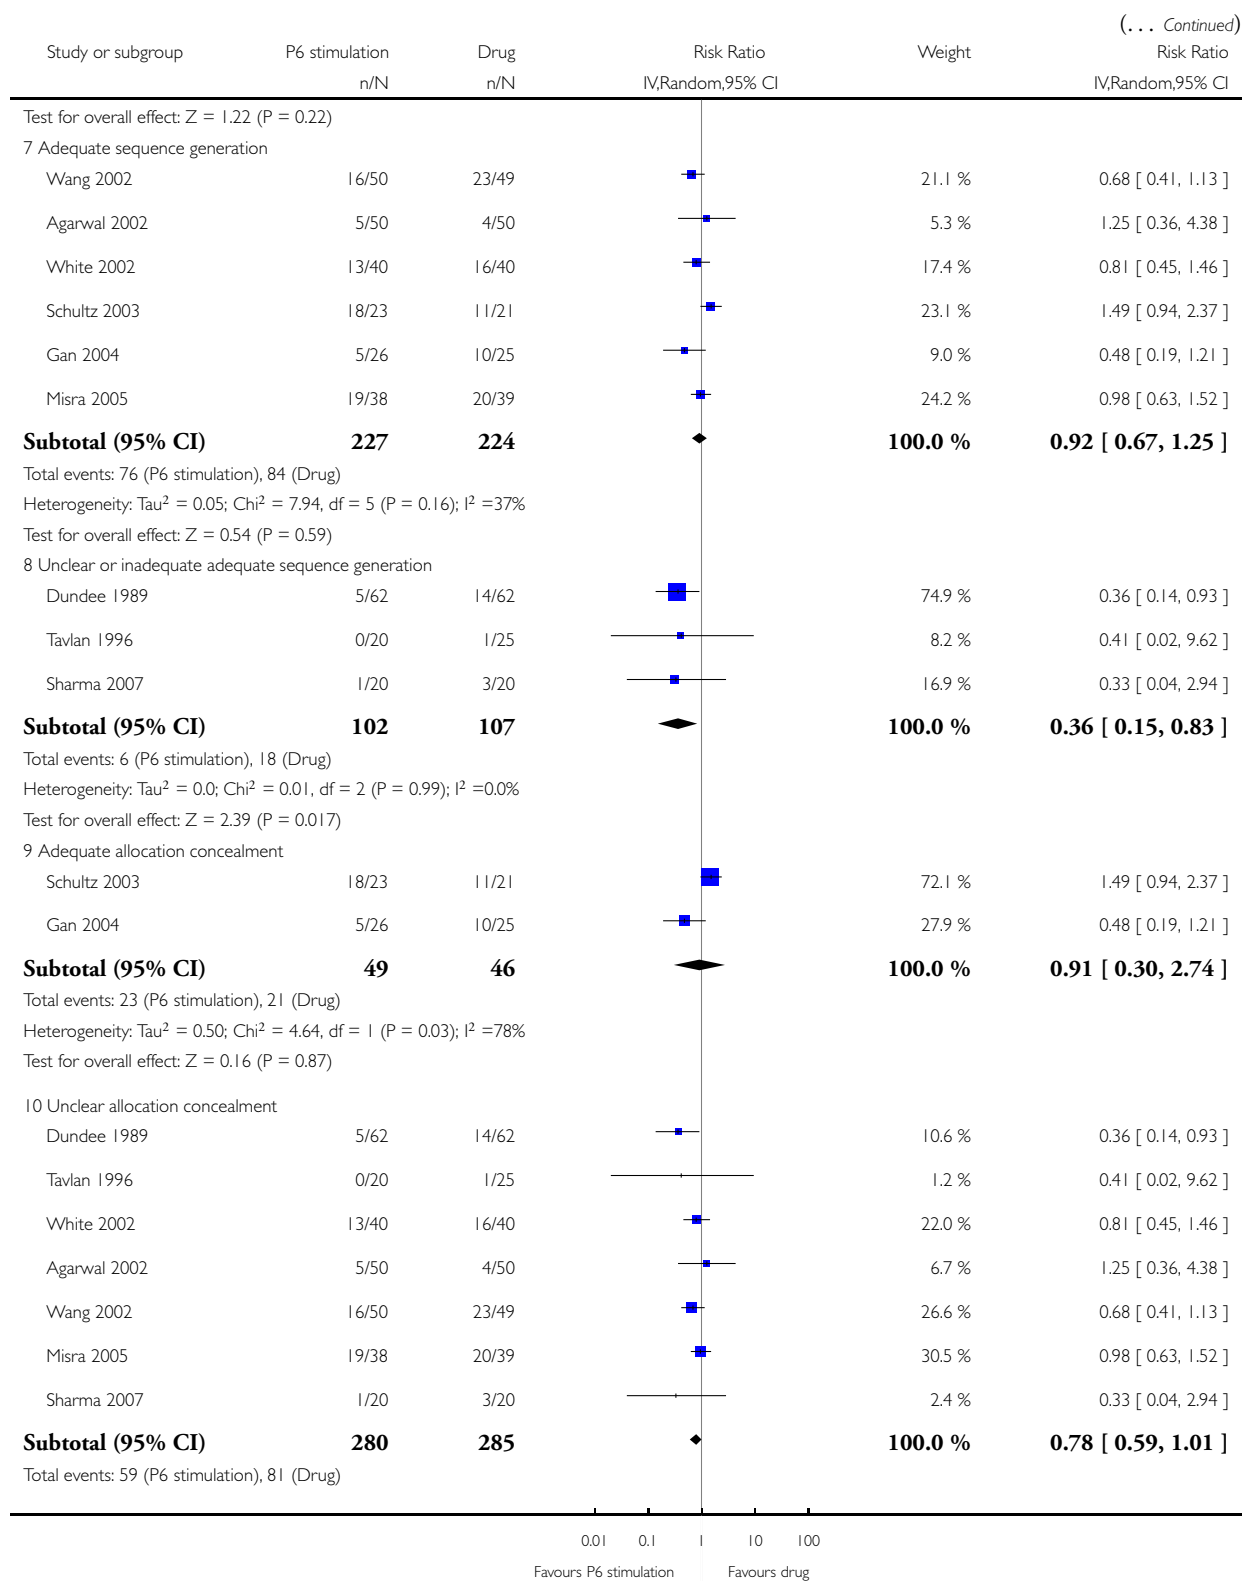 (... Continued)
Study or subgroup P6 stimulation Drug Risk Ratio Weight Risk Ratio
n/N n/N IV,Random,95% CI IV,Random,95% CI
Test for overall effect: Z = 1.22 (P = 0.22)
7 Adequate sequence generation
Wang 2002 16/50 23/49 21.1 % 0.68 [ 0.41, 1.13 ]
Agarwal 2002 5/50 4/50 5.3 % 1.25 [ 0.36, 4.38 ]
White 2002 13/40 16/40 17.4 % 0.81 [ 0.45, 1.46 ]
Schultz 2003 18/23 11/21 23.1 % 1.49 [ 0.94, 2.37 ]
Gan 2004 5/26 10/25 9.0 % 0.48 [ 0.19, 1.21 ]
Misra 2005 19/38 20/39 24.2 % 0.98 [ 0.63, 1.52 ]
Subtotal (95% CI) 227 224 100.0 % 0.92 [ 0.67, 1.25 ]
Total events: 76 (P6 stimulation), 84 (Drug)
Heterogeneity: Tau² = 0.05; Chi² = 7.94, df = 5 (P = 0.16); I² =37%
Test for overall effect: Z = 0.54 (P = 0.59)
8 Unclear or inadequate adequate sequence generation
Dundee 1989 5/62 14/62 74.9 % 0.36 [ 0.14, 0.93 ]
Tavlan 1996 0/20 1/25 8.2 % 0.41 [ 0.02, 9.62 ]
Sharma 2007 1/20 3/20 16.9 % 0.33 [ 0.04, 2.94 ]
Subtotal (95% CI) 102 107 100.0 % 0.36 [ 0.15, 0.83 ]
Total events: 6 (P6 stimulation), 18 (Drug)
Heterogeneity: Tau² = 0.0; Chi² = 0.01, df = 2 (P = 0.99); I² =0.0%
Test for overall effect: Z = 2.39 (P = 0.017)
9 Adequate allocation concealment
Schultz 2003 18/23 11/21 72.1 % 1.49 [ 0.94, 2.37 ]
Gan 2004 5/26 10/25 27.9 % 0.48 [ 0.19, 1.21 ]
Subtotal (95% CI) 49 46 100.0 % 0.91 [ 0.30, 2.74 ]
Total events: 23 (P6 stimulation), 21 (Drug)
Heterogeneity: Tau² = 0.50; Chi² = 4.64, df = 1 (P = 0.03); I² =78%
Test for overall effect: Z = 0.16 (P = 0.87)
10 Unclear allocation concealment
Dundee 1989 5/62 14/62 10.6 % 0.36 [ 0.14, 0.93 ]
Tavlan 1996 0/20 1/25 1.2 % 0.41 [ 0.02, 9.62 ]
White 2002 13/40 16/40 22.0 % 0.81 [ 0.45, 1.46 ]
Agarwal 2002 5/50 4/50 6.7 % 1.25 [ 0.36, 4.38 ]
Wang 2002 16/50 23/49 26.6 % 0.68 [ 0.41, 1.13 ]
Misra 2005 19/38 20/39 30.5 % 0.98 [ 0.63, 1.52 ]
Sharma 2007 1/20 3/20 2.4 % 0.33 [ 0.04, 2.94 ]
Subtotal (95% CI) 280 285 100.0 % 0.78 [ 0.59, 1.01 ]
Total events: 59 (P6 stimulation), 81 (Drug)
0.01 0.1 1 10 100
Favours P6 stimulation Favours drug